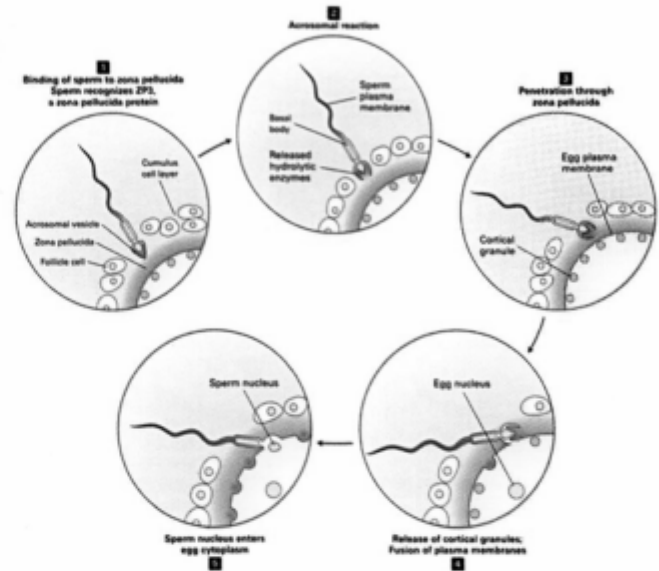 1
Binding of sperm to zona pellucida
Sperm recognizes ZP3,
a zona pellucida protein
Cumulus
cell layer
Acrosomal vesicle
Zona pellucida
Follicle cell
2
Acrosomal reaction
Sperm
plasma
membrane
Basal
body
Released
hydrolytic
enzymes
3
Penetration through
zona pellucida
Egg plasma
membrane
Cortical
granule
Egg nucleus
Release of cortical granules;
Fusion of plasma membranes
4
Sperm nucleus
Sperm nucleus enters
egg cytoplasm
5